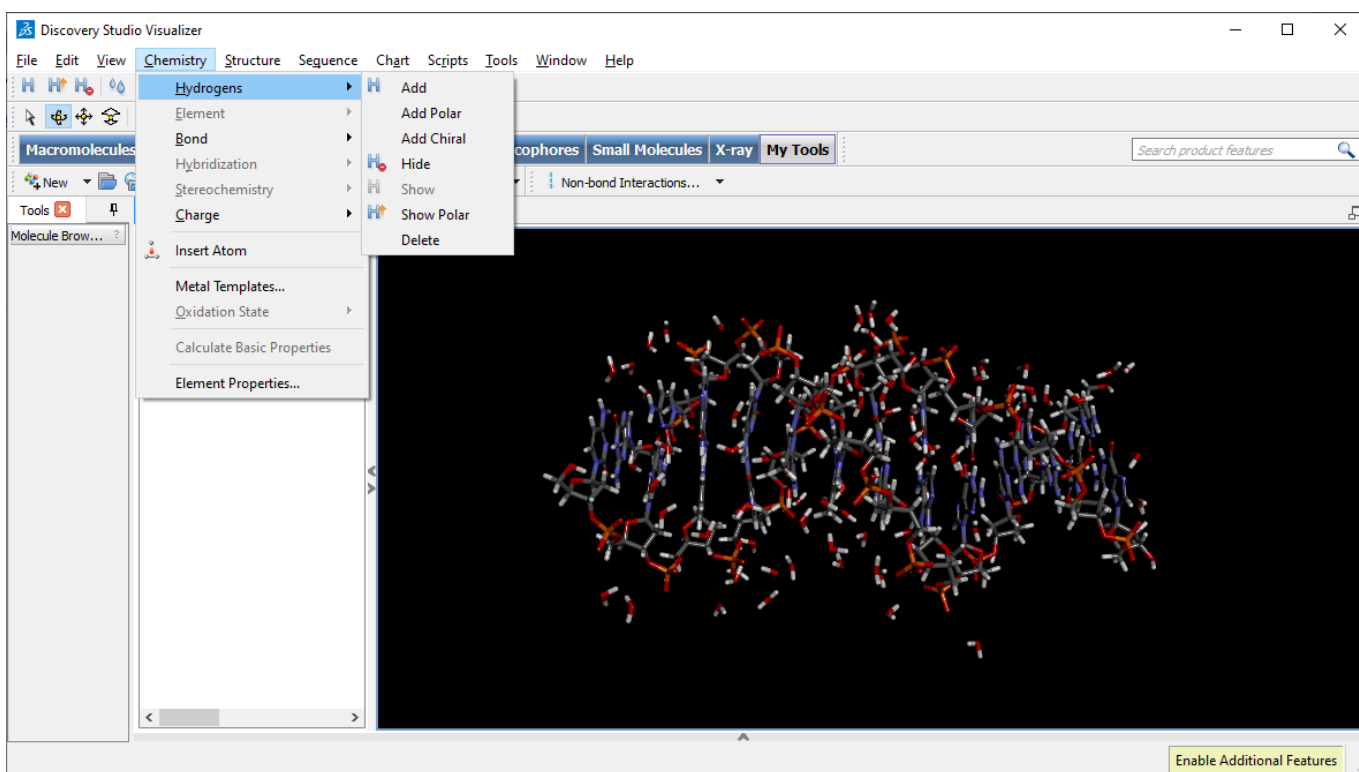 Discovery Studio Visualizer
File Edit View Chemistry Structure Sequence Chart Scripts Tools Window Help
Hydrogens
Element
Bond
Hybridization
Stereochemistry
Charge
Insert Atom
Metal Templates...
Oxidation State
Calculate Basic Properties
Element Properties...
Add
Add Polar
Add Chiral
Hide
Show
Show Polar
Delete
Macromolecules cophores Small Molecules X-ray My Tools Search product features
New Non-bond Interactions...
Tools
Molecule Brow... ?
Enable Additional Features